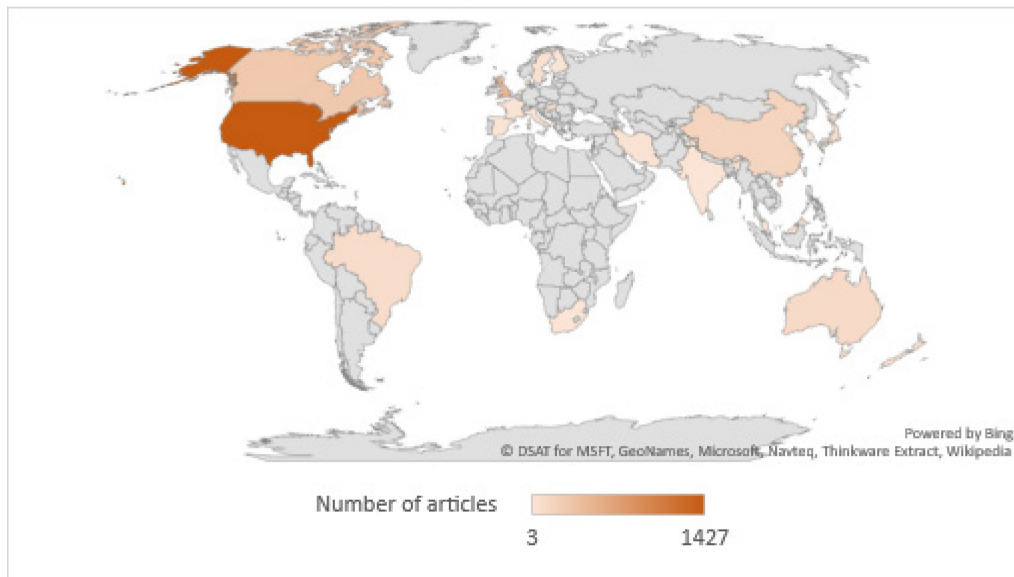 Powered by Bing
© DSAT for MSFT, GeoNames, Microsoft, Navteq, Thinkware Extract, Wikipedia
Number of articles
3 1427